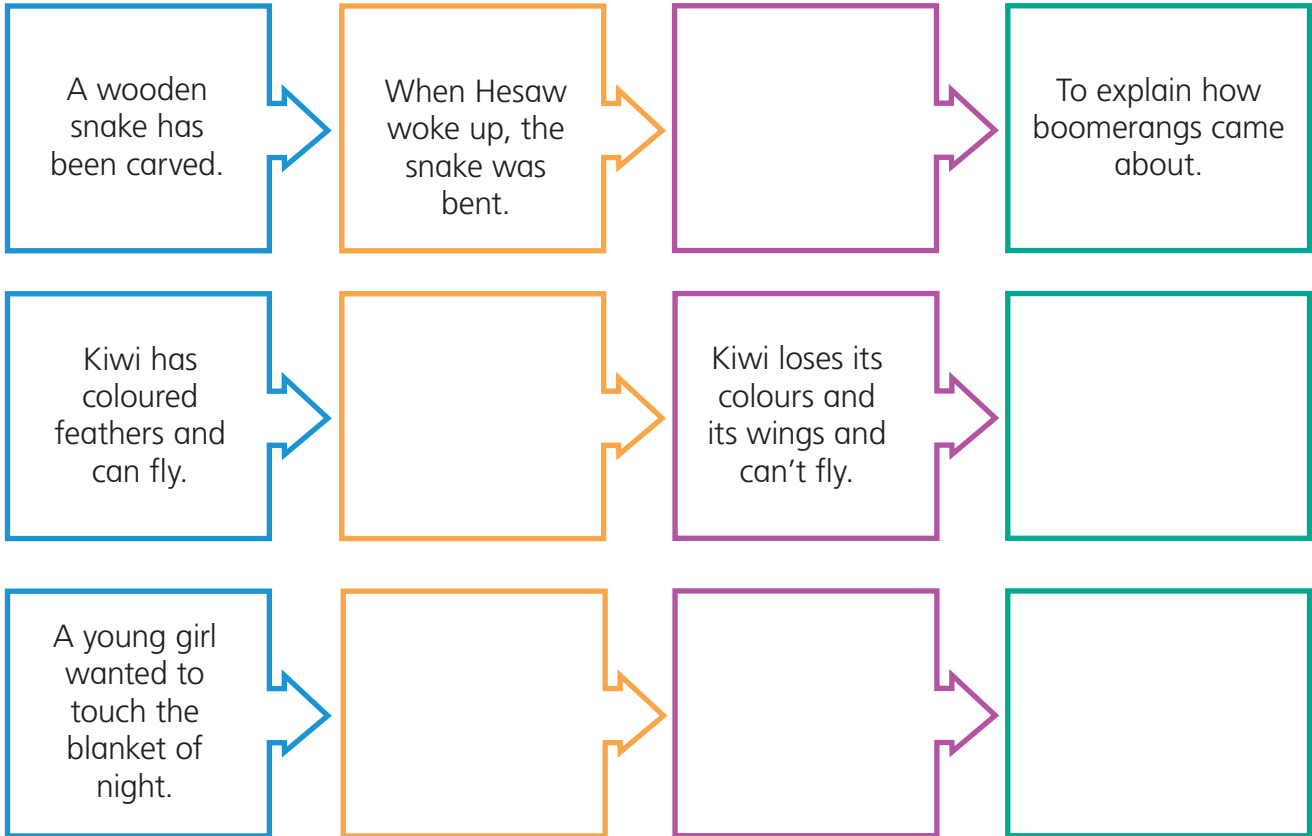 A wooden
snake has
been carved.
When Hesaw
woke up, the
snake was
bent.
To explain how
boomerangs came
about.
Kiwi has
coloured
feathers and
can fly.
Kiwi loses its
colours and
its wings and
can't fly.
A young girl
wanted to
touch the
blanket of
night.